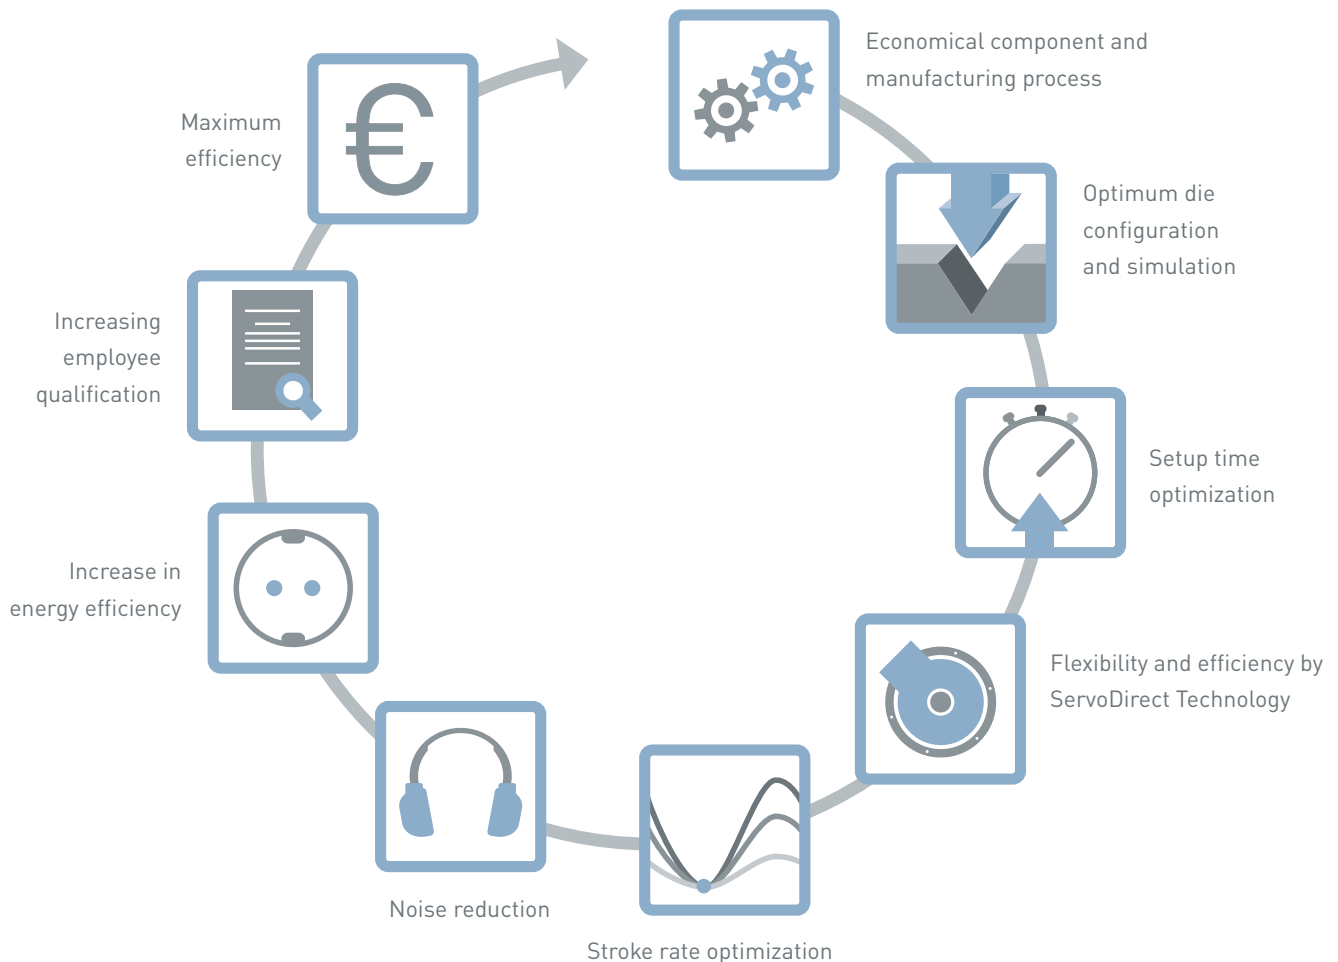 Economical component and
manufacturing process
Optimum die
configuration
and simulation
Setup time
optimization
Flexibility and efficiency by
ServoDirect Technology
Stroke rate optimization
Noise reduction
Increase in
energy efficiency
Increasing
employee
qualification
Maximum
efficiency
€